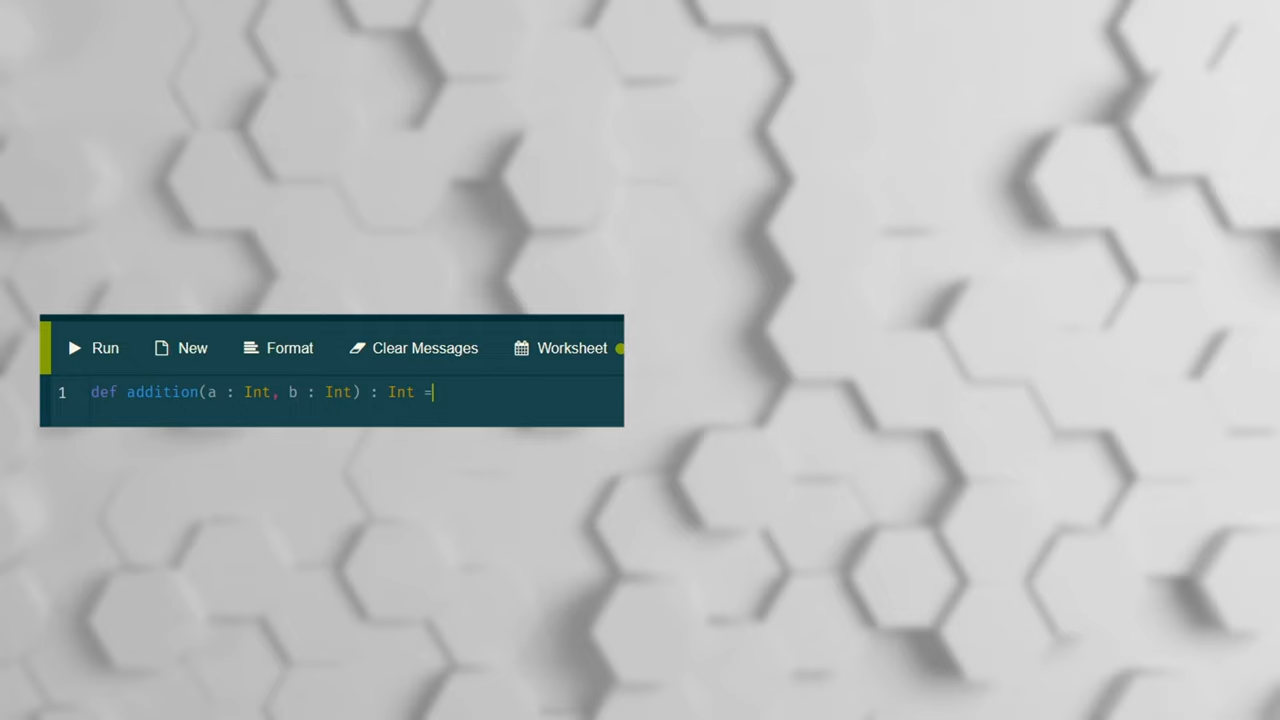 Run New Format Clear Messages Worksheet
1 def addition(a : Int, b : Int) : Int =